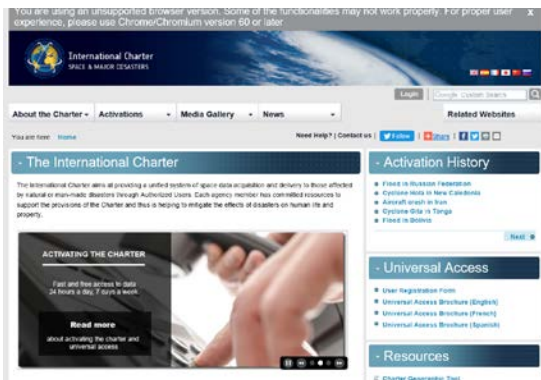 You are using an unsupported browser version. Some of the functionalities may not work properly. For proper user x
experience, please use Chrome/Chromium version 60 or later
International Charter
SPACE & MAJOR DISASTERS
Login
Google Custom Search
About the Charter
Activations
Media Gallery
News
Related Websites
You are here: Home
Need Help? | Contact us |
Follow
Share
- The International Charter
The International Charter aims at providing a unified system of space data acquisition and delivery to those affected
by natural or man-made disasters through Authorized Users. Each agency member has committed resources to
support the provisions of the Charter and thus is helping to mitigate the effects of disasters on human life and
property.
ACTIVATING THE CHARTER
Fast and free access to data
24 hours a day, 7 days a week
Read more
about activating the charter and
universal access
- Activation History
Flood in Russian Federation
Cyclone Hola in New Caledonia
Aircraft crash in Iran
Cyclone Gita in Tonga
Flood in Bolivia
Next
- Universal Access
User Registration Form
Universal Access Brochure (English)
Universal Access Brochure (French)
Universal Access Brochure (Spanish)
- Resources
Charter Geographic Tool